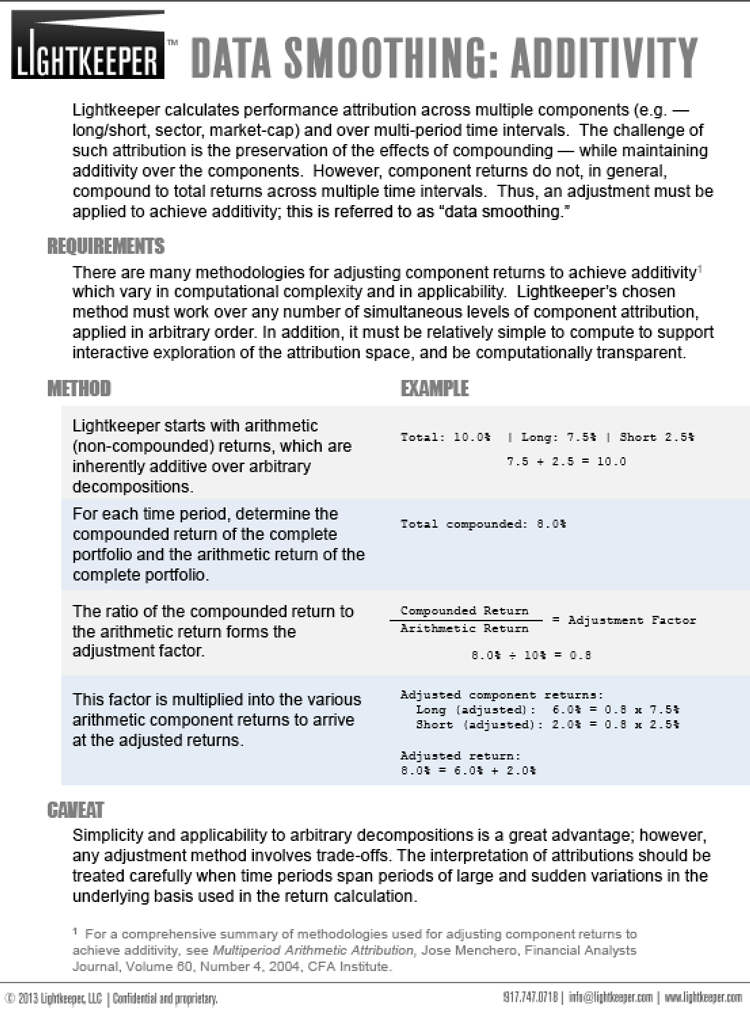 LIGHTKEEPER™ DATA SMOOTHING: ADDITIVITY
Lightkeeper calculates performance attribution across multiple components (e.g. —
long/short, sector, market-cap) and over multi-period time intervals.  The challenge of
such attribution is the preservation of the effects of compounding — while maintaining
additivity over the components.  However, component returns do not, in general,
compound to total returns across multiple time intervals.  Thus, an adjustment must be
applied to achieve additivity; this is referred to as “data smoothing.”
REQUIREMENTS
There are many methodologies for adjusting component returns to achieve additivity¹
which vary in computational complexity and in applicability.  Lightkeeper’s chosen
method must work over any number of simultaneous levels of component attribution,
applied in arbitrary order. In addition, it must be relatively simple to compute to support
interactive exploration of the attribution space, and be computationally transparent.
METHOD
Lightkeeper starts with arithmetic
(non-compounded) returns, which are
inherently additive over arbitrary
decompositions.
For each time period, determine the
compounded return of the complete
portfolio and the arithmetic return of the
complete portfolio.
The ratio of the compounded return to
the arithmetic return forms the
adjustment factor.
This factor is multiplied into the various
arithmetic component returns to arrive
at the adjusted returns.
EXAMPLE
Total: 10.0%  | Long: 7.5% | Short 2.5%
7.5 + 2.5 = 10.0
Total compounded: 8.0%
Compounded Return
Arithmetic Return
= Adjustment Factor
8.0% ÷ 10% = 0.8
Adjusted component returns:
Long (adjusted):  6.0% = 0.8 x 7.5%
Short (adjusted): 2.0% = 0.8 x 2.5%
Adjusted return:
8.0% = 6.0% + 2.0%
CAVEAT
Simplicity and applicability to arbitrary decompositions is a great advantage; however,
any adjustment method involves trade-offs. The interpretation of attributions should be
treated carefully when time periods span periods of large and sudden variations in the
underlying basis used in the return calculation.
¹ For a comprehensive summary of methodologies used for adjusting component returns to
achieve additivity, see Multiperiod Arithmetic Attribution, Jose Menchero, Financial Analysts
Journal, Volume 60, Number 4, 2004, CFA Institute.
© 2013 Lightkeeper, LLC | Confidential and proprietary.
917.747.0718 | info@lightkeeper.com | www.lightkeeper.com